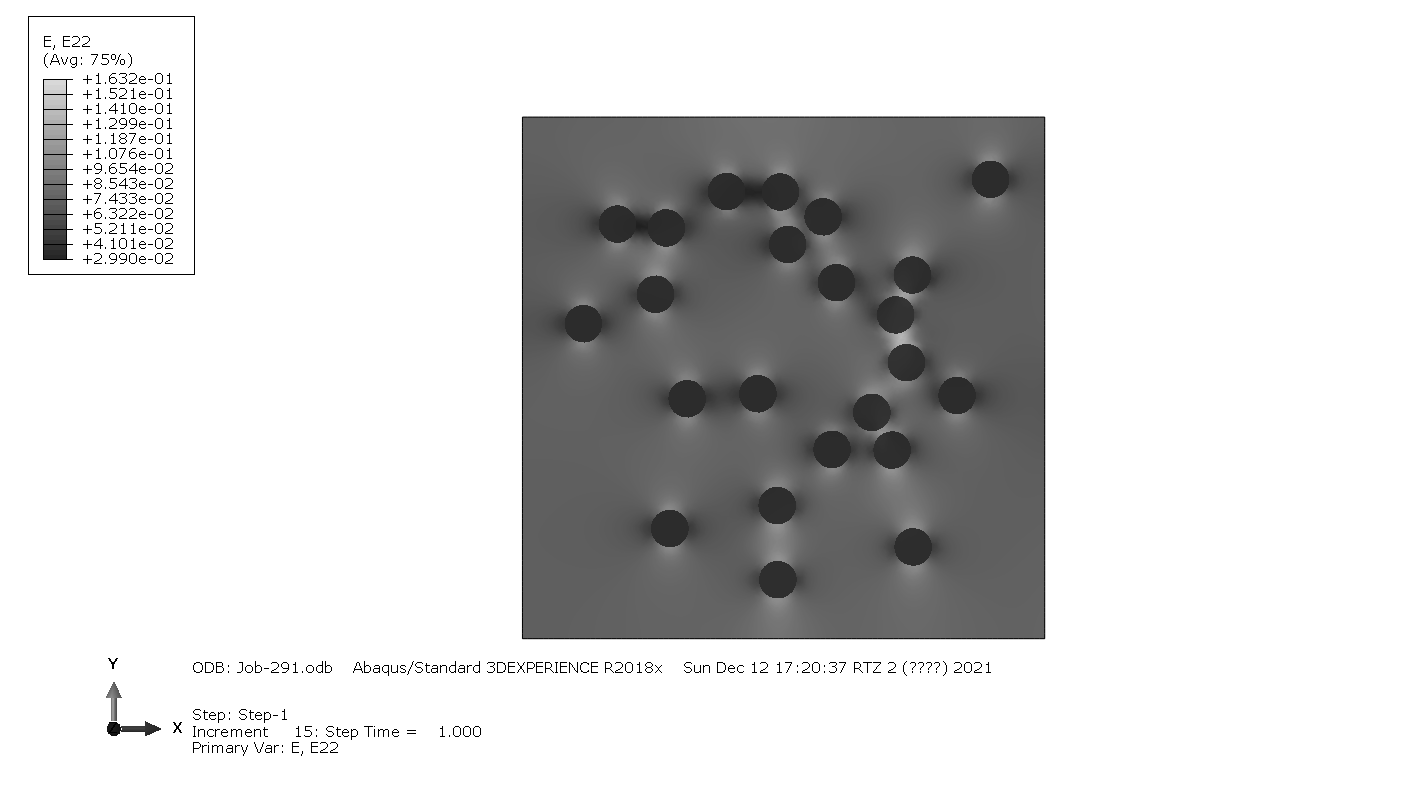 E, E22
(Avg: 75%)
+1.632e-01
+1.521e-01
+1.410e-01
+1.299e-01
+1.187e-01
+1.076e-01
+9.654e-02
+8.543e-02
+7.433e-02
+6.322e-02
+5.211e-02
+4.101e-02
+2.990e-02
Y
X
ODB: Job-291.odb    Abaqus/Standard 3DEXPERIENCE R2018x    Sun Dec 12 17:20:37 RTZ 2 (????) 2021
Step: Step-1
Increment     15: Step Time =    1.000
Primary Var: E, E22